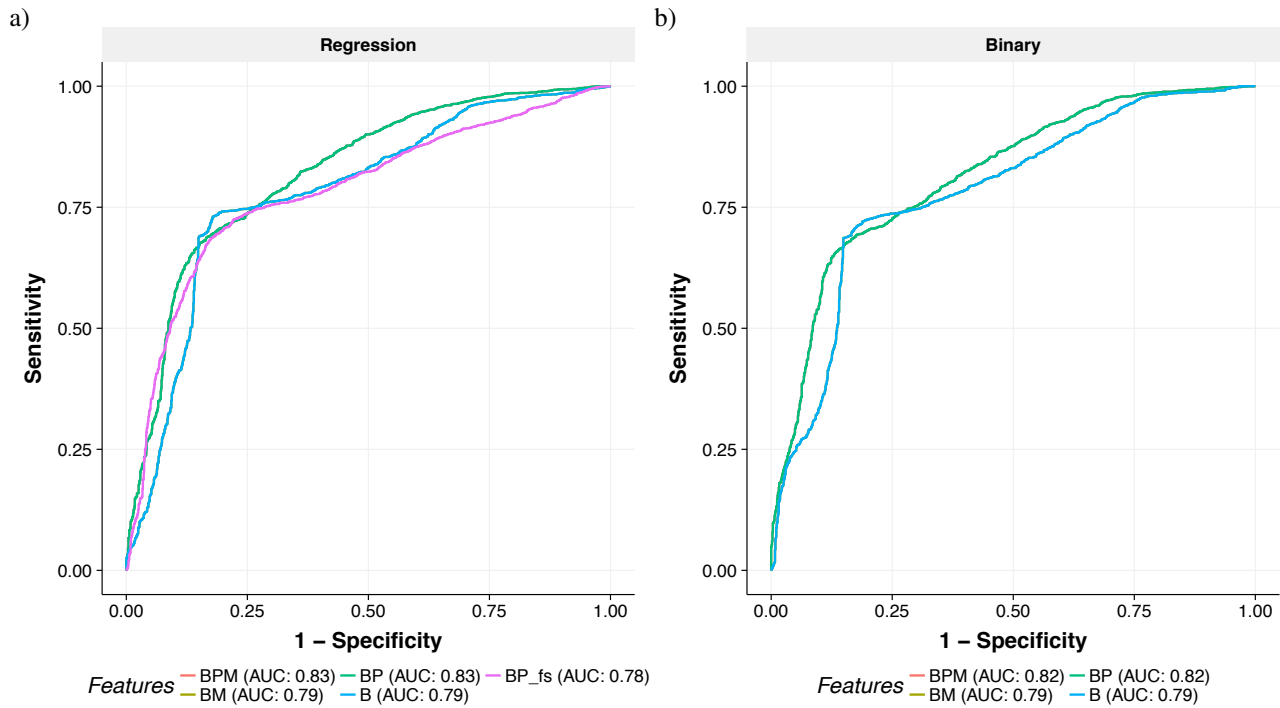 a)
Regression
1.00
0.75
0.50
0.25
0.00
Sensitivity
0.00 0.25 0.50 0.75 1.00
1 − Specificity
Features
BPM (AUC: 0.83) BP (AUC: 0.83) BP_fs (AUC: 0.78)
BM (AUC: 0.79) B (AUC: 0.79)
b)
Binary
1.00
0.75
0.50
0.25
0.00
Sensitivity
0.00 0.25 0.50 0.75 1.00
1 − Specificity
Features
BPM (AUC: 0.82) BP (AUC: 0.82)
BM (AUC: 0.79) B (AUC: 0.79)